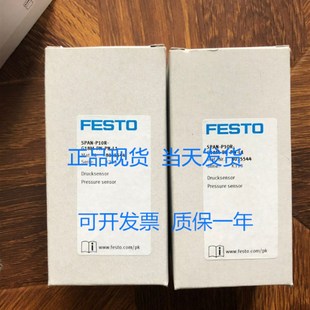 FESTO
FESTO
SPAN-P10R-
SPAN-P10R-
正品现货 当天发货
Drucksensor
Pressure sensor
Drucksensor
Pressure sensor
可开发票 质保一年
www.festo.com/pk
www.festo.com/pk